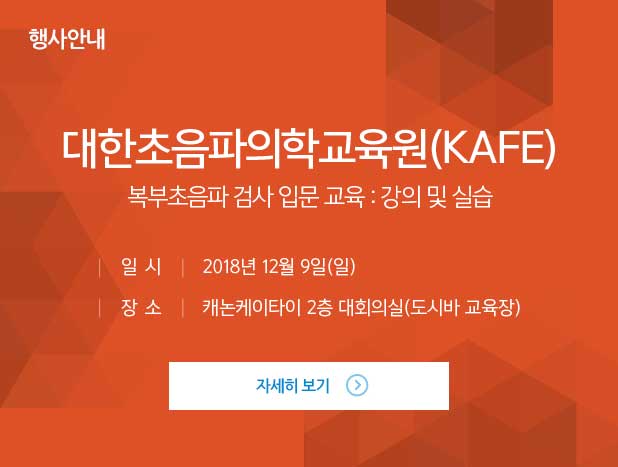 행사안내
대한초음파의학교육원(KAFE)
복부초음파 검사 입문 교육 : 강의 및 실습
| 일 시 | 2018년 12월 9일(일)
| 장 소 | 캐논케이타이 2층 대회의실(도시바 교육장)
자세히 보기